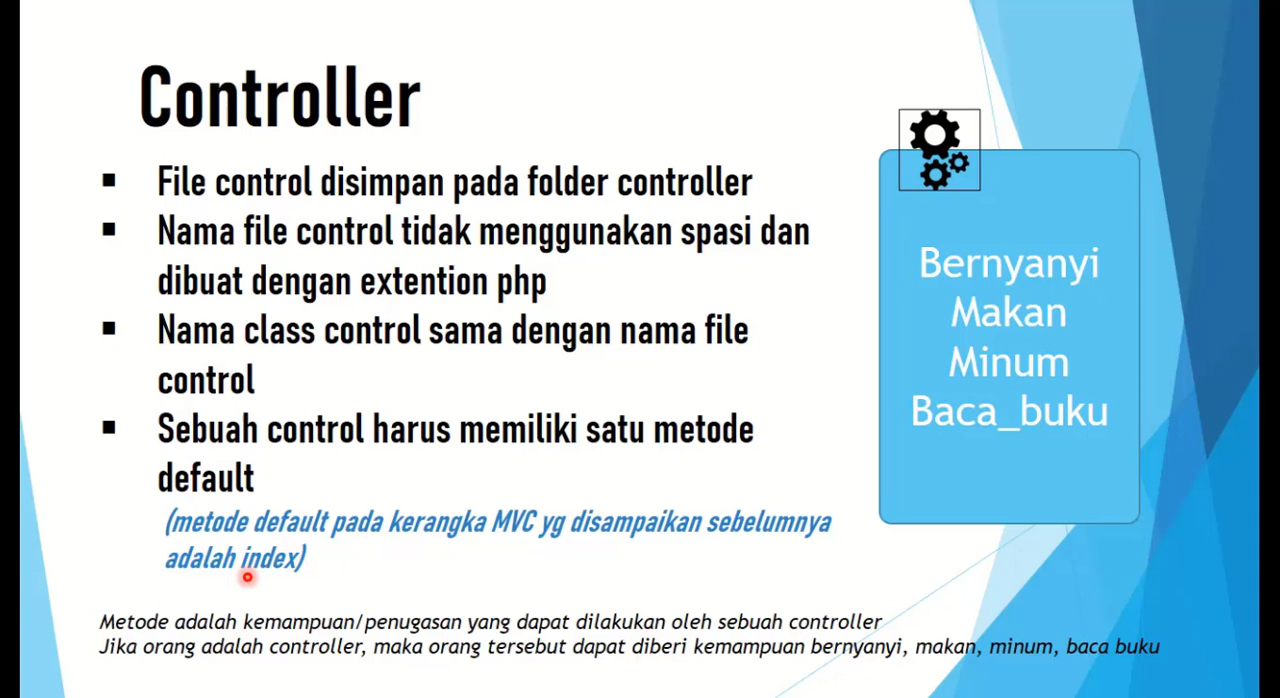 Controller
▪ File control disimpan pada folder controller
▪ Nama file control tidak menggunakan spasi dan
dibuat dengan extention php
▪ Nama class control sama dengan nama file
control
▪ Sebuah control harus memiliki satu metode
default
(metode default pada kerangka MVC yg disampaikan sebelumnya
adalah index)
Bernyanyi
Makan
Minum
Baca_buku
Metode adalah kemampuan/penugasan yang dapat dilakukan oleh sebuah controller
Jika orang adalah controller, maka orang tersebut dapat diberi kemampuan bernyanyi, makan, minum, baca buku